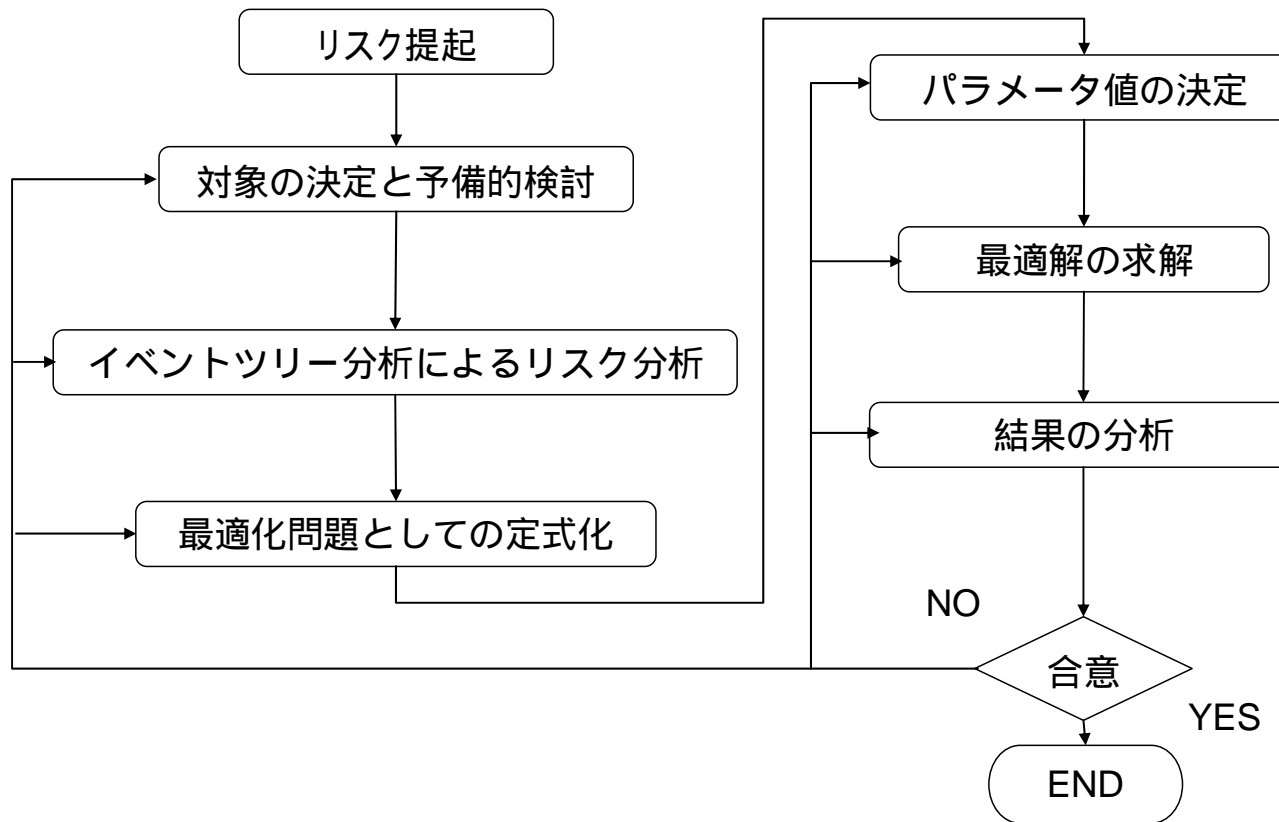 リスク提起
対象の決定と予備的検討
イベントツリー分析によるリスク分析
最適化問題としての定式化
パラメータ値の決定
最適解の求解
結果の分析
NO
合意
YES
END